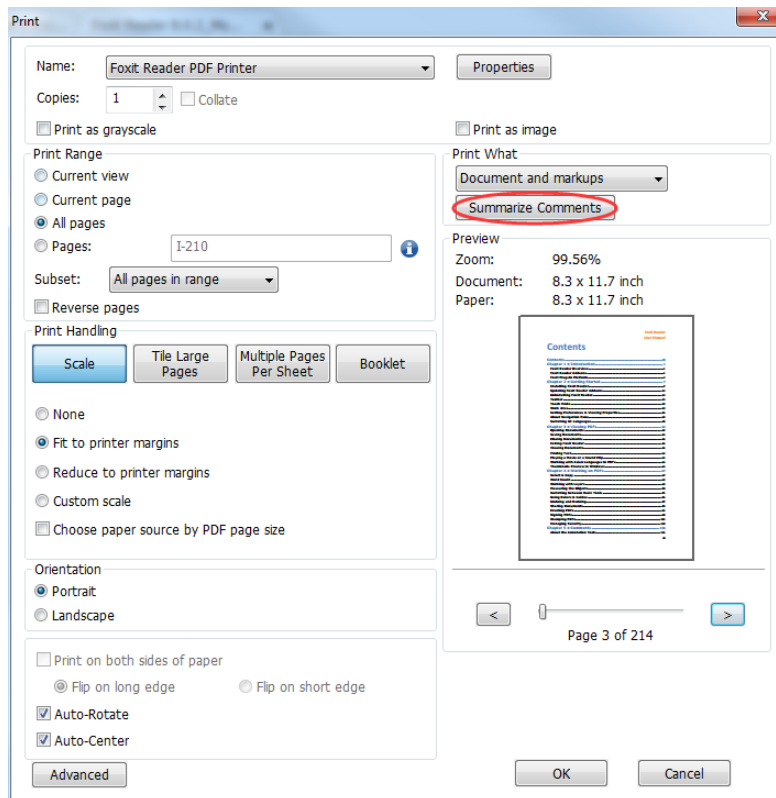 Print
Name: Foxit Reader PDF Printer Properties
Copies: 1 Collate
Print as grayscale Print as image
Print Range
Current view
Current page
All pages
Pages: I-210
Subset: All pages in range
Reverse pages
Print What
Document and markups
Summarize Comments
Print Handling
Scale Tile Large Pages Multiple Pages Per Sheet Booklet
None
Fit to printer margins
Reduce to printer margins
Custom scale
Choose paper source by PDF page size
Preview
Zoom: 99.56%
Document: 8.3 x 11.7 inch
Paper: 8.3 x 11.7 inch
Contents
Orientation
Portrait
Landscape
< >
Page 3 of 214
Print on both sides of paper
Flip on long edge Flip on short edge
Auto-Rotate
Auto-Center
Advanced OK Cancel